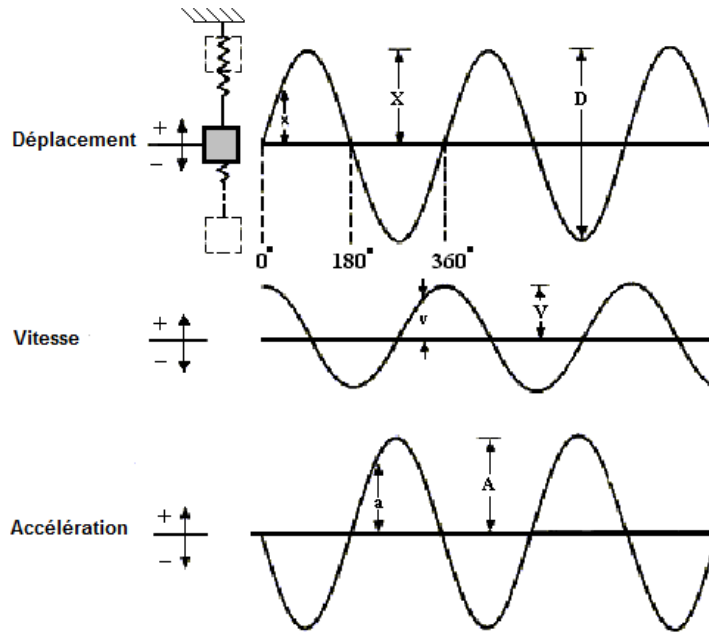 x
X
D
Déplacement
+
−
0°
180°
360°
v
V
Vitesse
+
−
a
A
Accélération
+
−